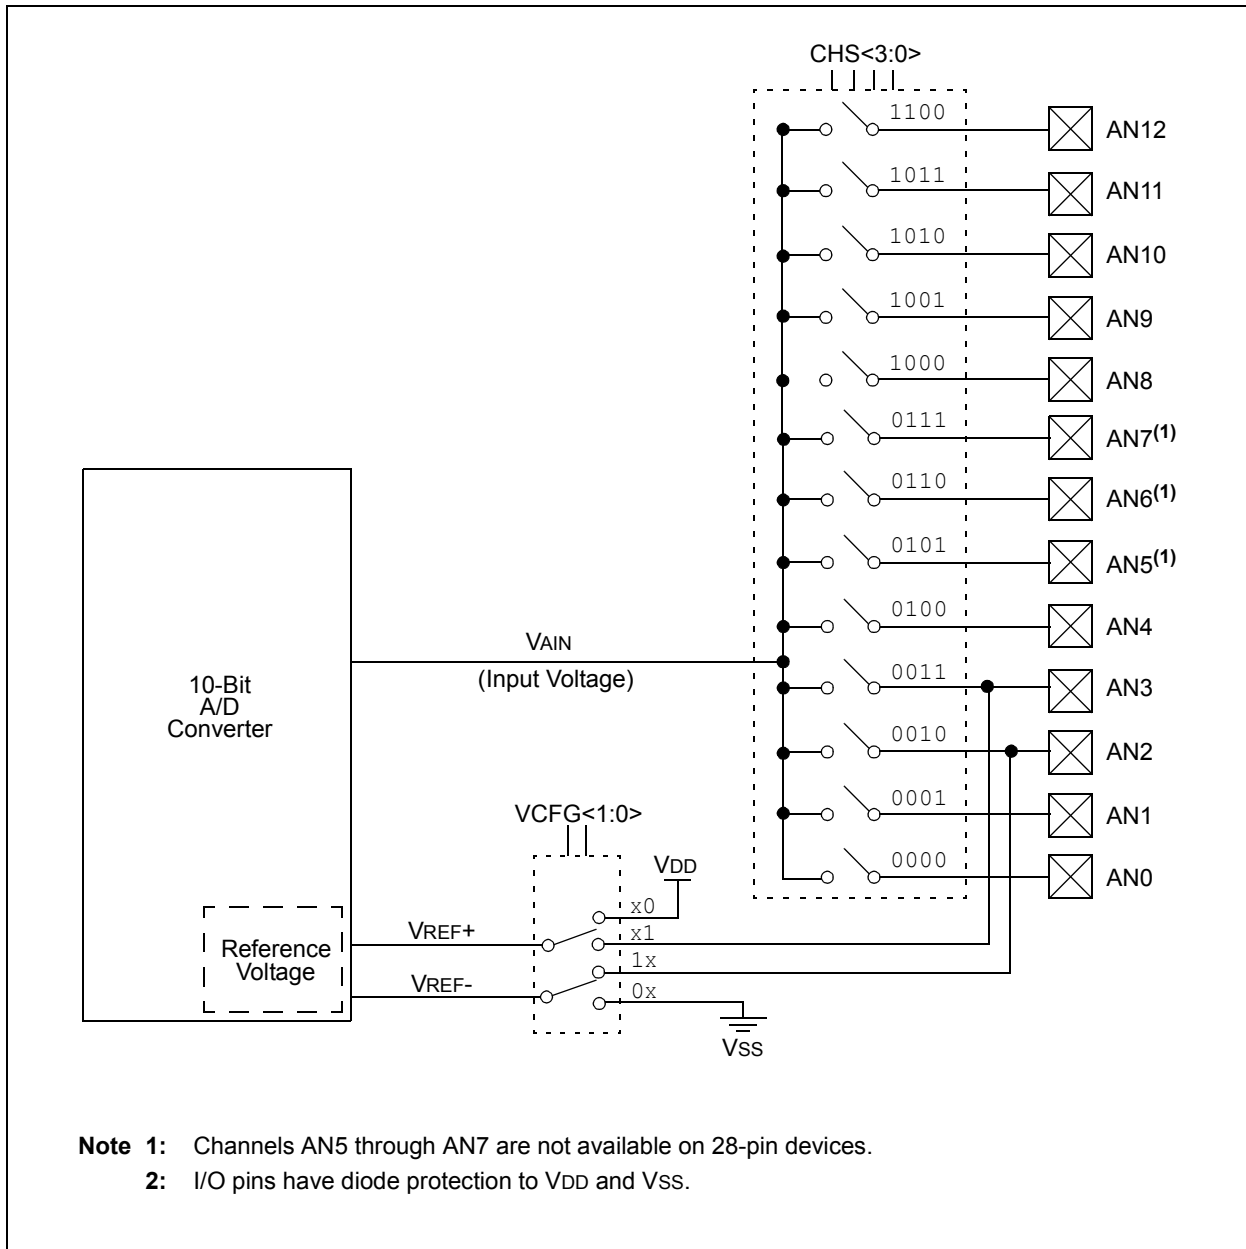 CHS<3:0>
1100 AN12
1011 AN11
1010 AN10
1001 AN9
1000 AN8
0111 AN7(1)
0110 AN6(1)
0101 AN5(1)
0100 AN4
VAIN
(Input Voltage)
0011 AN3
10-Bit
A/D
Converter
0010 AN2
0001 AN1
VCFG<1:0>
0000 AN0
VDD
x0
VREF+
x1
Reference
Voltage
1x
VREF-
0x
VSS
Note 1: Channels AN5 through AN7 are not available on 28-pin devices.
2: I/O pins have diode protection to VDD and VSS.